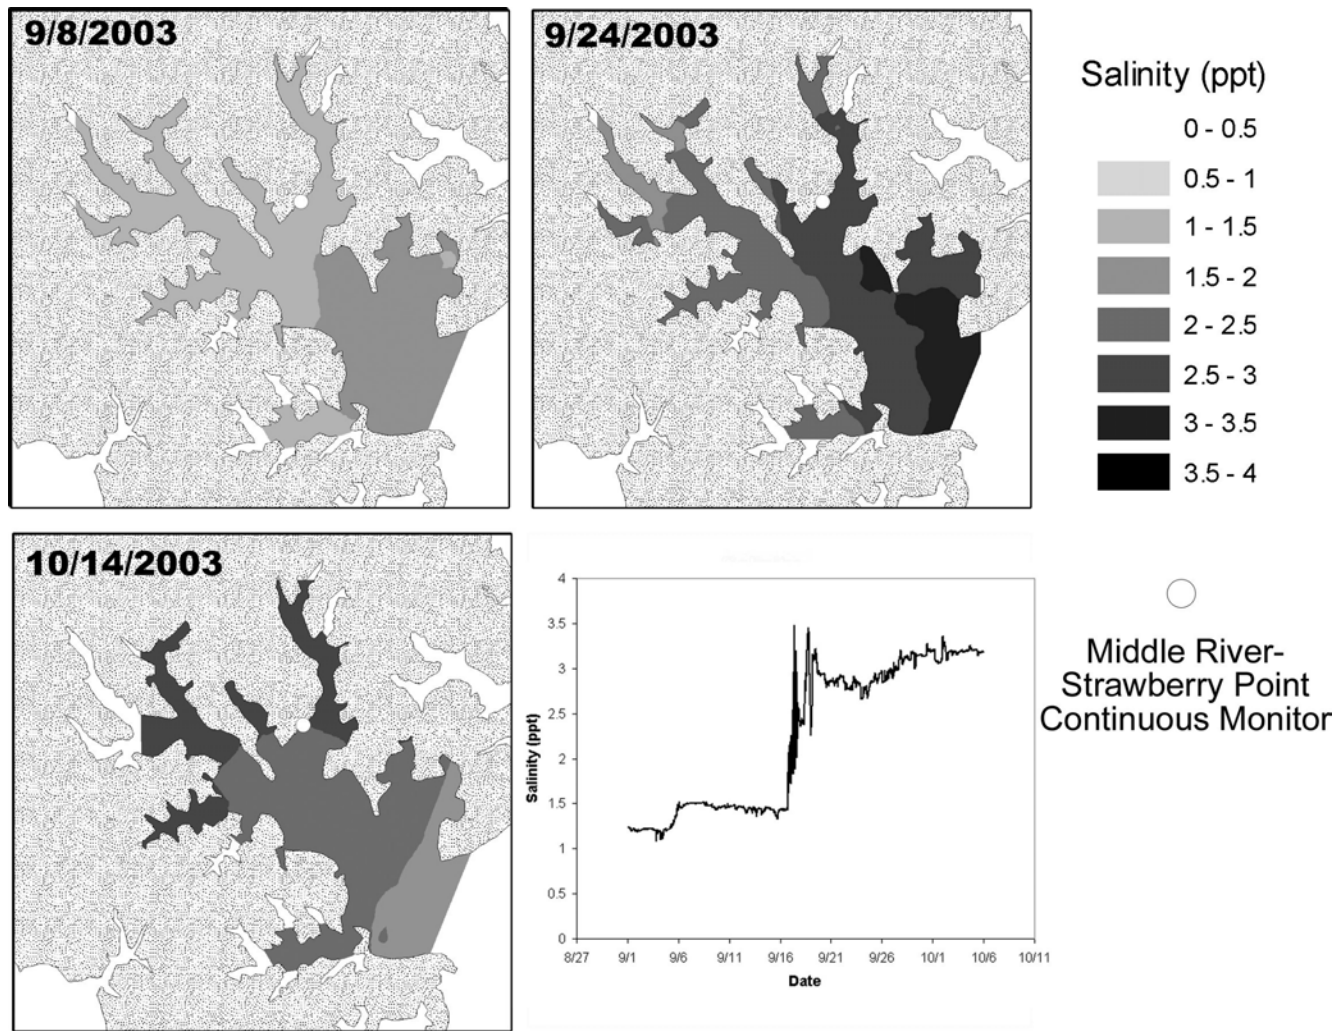 9/8/2003
9/24/2003
Salinity (ppt)
0 - 0.5
0.5 - 1
1 - 1.5
1.5 - 2
2 - 2.5
2.5 - 3
3 - 3.5
3.5 - 4
10/14/2003
4
3.5
3
2.5
2
1.5
1
0.5
0
Salinity (ppt)
8/27 9/1 9/6 9/11 9/16 9/21 9/26 10/1 10/6 10/11
Date
Middle River-
Strawberry Point
Continuous Monitor